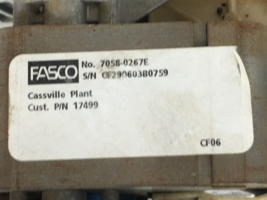 FASCO
No. 7058-0267E
S/N CF29060380759
Cassville Plant
Cust. P/N 17499
CF06